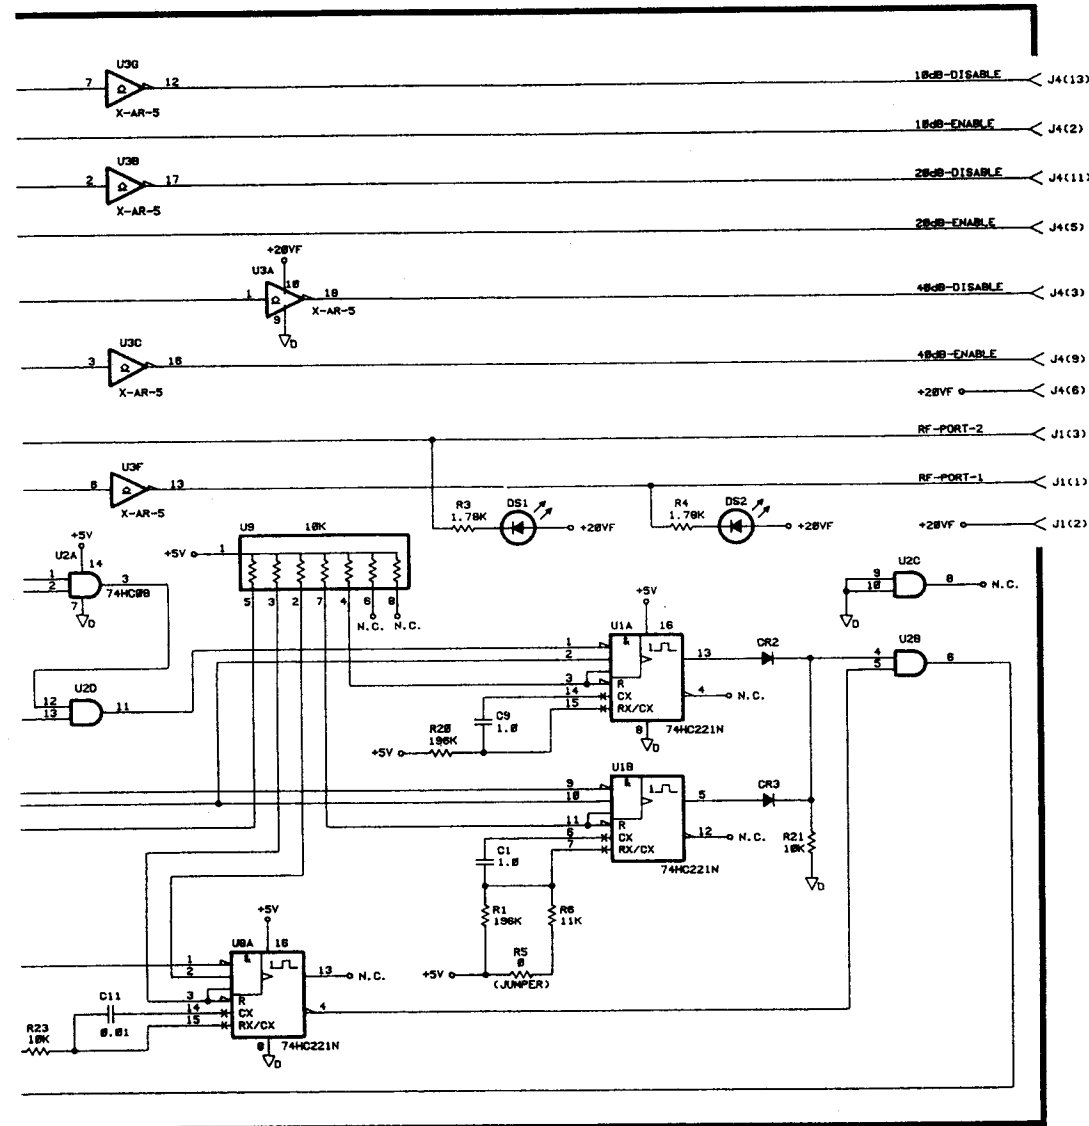 U3G
7 Ω 12
X-AR-5
10dB-DISABLE J4(13)
10dB-ENABLE J4(2)
U3B
2 Ω 17
X-AR-5
20dB-DISABLE J4(11)
20dB-ENABLE J4(5)
+20VF
U3A
10
1 Ω 18
X-AR-5
9
D
40dB-DISABLE J4(3)
U3C
3 Ω 16
X-AR-5
40dB-ENABLE J4(9)
+20VF J4(6)
RF-PORT-2 J1(3)
U3F
6 Ω 13
X-AR-5
RF-PORT-1 J1(1)
R3
1.78K
DS1
+20VF
R4
1.78K
DS2
+20VF
+20VF J1(2)
+5V
U2A
14
1
2
3
74HC08
7
D
U9
10K
+5V 1
5 3 2 7 4 6 8
N.C. N.C.
U2C
9
10
8 N.C.
+5V
U1A 16
1
2
3
14
15
&
1
R
CX
RX/CX
13
4 N.C.
8
D
74HC221N
CR2
U2B
4
5
6
U2D
12
13
11
C9
1.0
R20
196K
+5V
U1B
9
10
11
6
7
&
1
R
CX
RX/CX
5
12 N.C.
74HC221N
CR3
R21
10K
D
C1
1.0
R1
196K
R6
11K
R5
0
(JUMPER)
+5V
+5V
U8A 16
1
2
3
14
15
&
1
R
CX
RX/CX
13 N.C.
4
8
D
74HC221N
C11
0.01
R23
10K